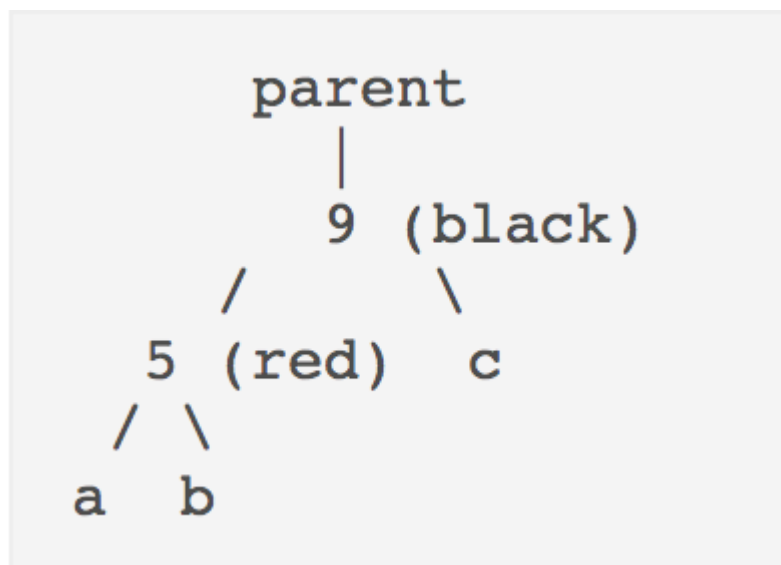 parent
|
9 (black)
/ \
5 (red) c
/ \
a b